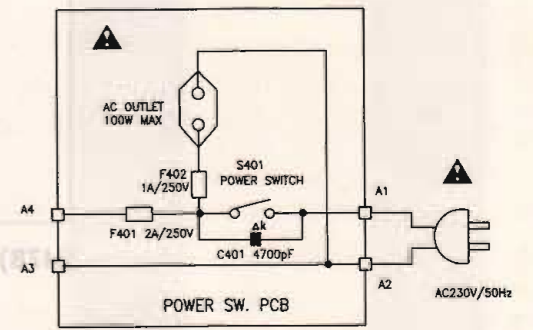 AC OUTLET
100W MAX
F402
1A/250V
S401
POWER SWITCH
A1
A4
F401 2A/250V
Δk
C401 4700pF
A3
A2
AC230V/50Hz
POWER SW. PCB